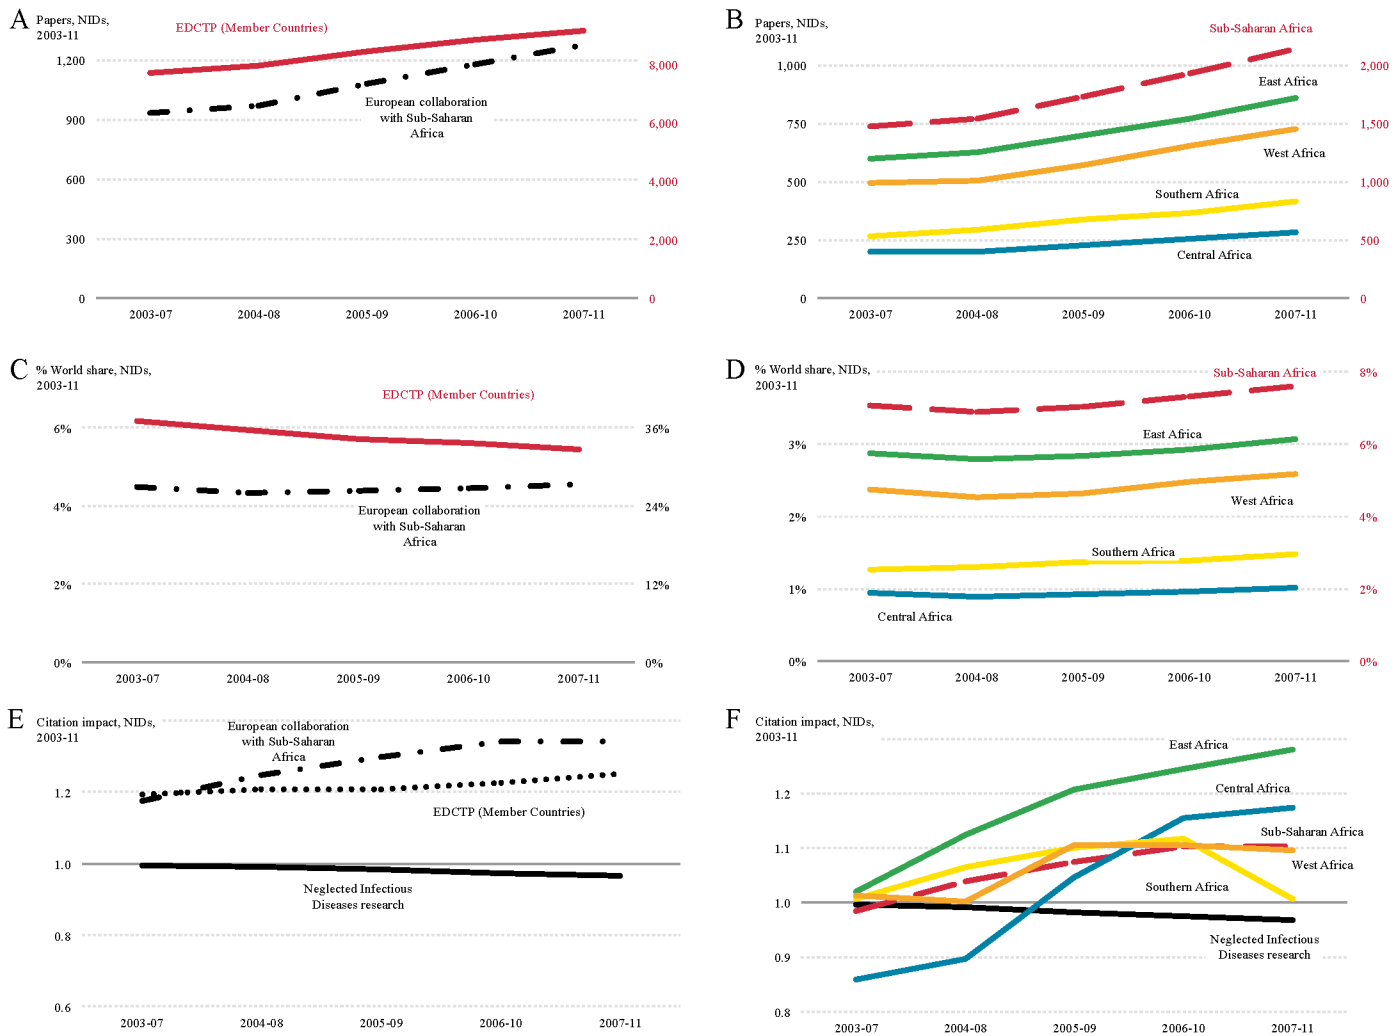 A
Papers, NIDs,
2003-11
EDCTP (Member Countries)
1,200
900
600
300
0
8,000
6,000
4,000
2,000
0
European collaboration
with Sub-Saharan
Africa
2003-07 2004-08 2005-09 2006-10 2007-11
B
Papers, NIDs,
2003-11
Sub-Saharan Africa
East Africa
West Africa
Southern Africa
Central Africa
1,000
750
500
250
0
2,000
1,500
1,000
500
0
2003-07 2004-08 2005-09 2006-10 2007-11
C
% World share, NIDs,
2003-11
EDCTP (Member Countries)
6%
4%
2%
0%
36%
24%
12%
0%
European collaboration
with Sub-Saharan
Africa
2003-07 2004-08 2005-09 2006-10 2007-11
D
% World share, NIDs,
2003-11
Sub-Saharan Africa
East Africa
West Africa
Southern Africa
Central Africa
3%
2%
1%
0%
8%
6%
4%
2%
0%
2003-07 2004-08 2005-09 2006-10 2007-11
E
Citation impact, NIDs,
2003-11
European collaboration
with Sub-Saharan
Africa
EDCTP (Member Countries)
Neglected Infectious
Diseases research
1.2
1.0
0.8
0.6
2003-07 2004-08 2005-09 2006-10 2007-11
F
Citation impact, NIDs,
2003-11
East Africa
Central Africa
Sub-Saharan Africa
West Africa
Southern Africa
Neglected Infectious
Diseases research
1.2
1.1
1.0
0.9
0.8
2003-07 2004-08 2005-09 2006-10 2007-11